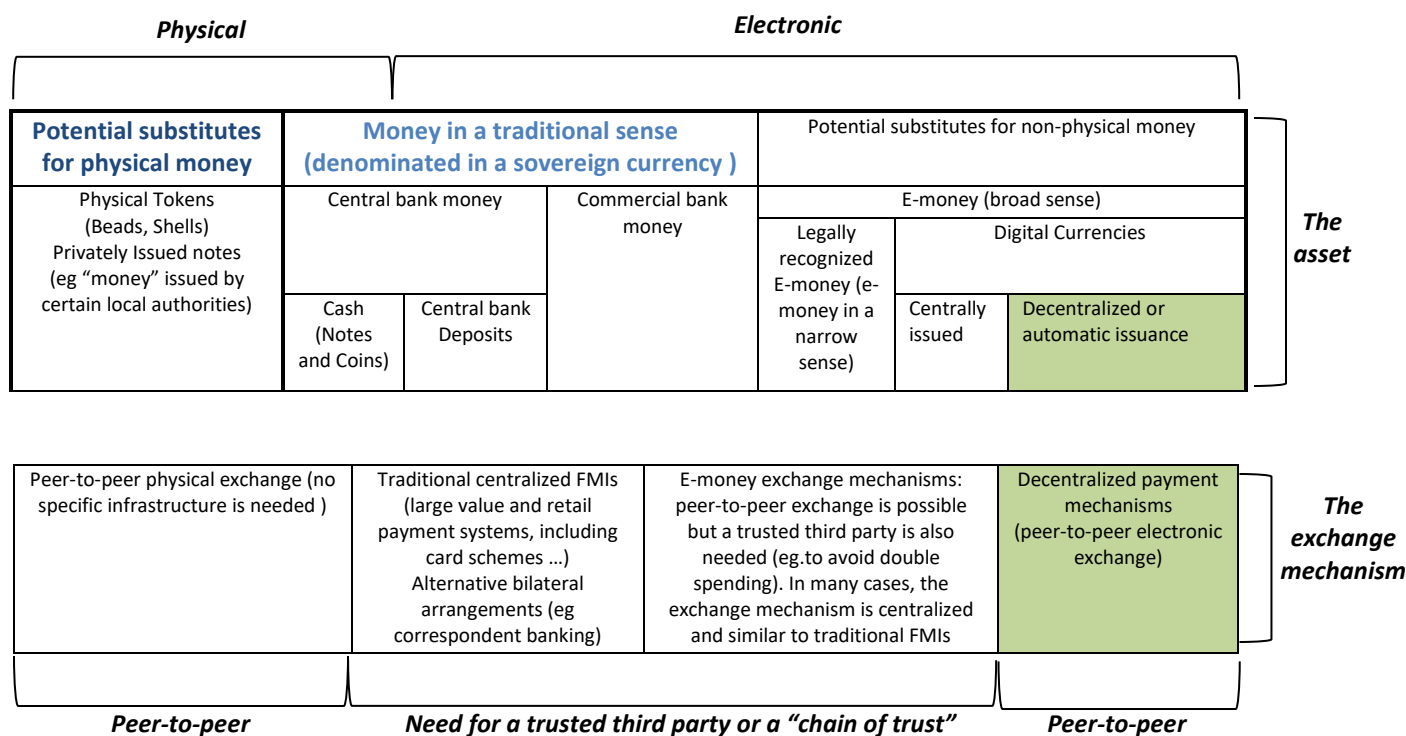 Physical
Electronic
Potential substitutes
for physical money
Money in a traditional sense
(denominated in a sovereign currency )
Potential substitutes for non-physical money
Physical Tokens
(Beads, Shells)
Privately Issued notes
(eg “money” issued by
certain local authorities)
Central bank money
Commercial bank
money
E-money (broad sense)
Legally
recognized
E-money (e-
money in a
narrow
sense)
Digital Currencies
Cash
(Notes
and Coins)
Central bank
Deposits
Centrally
issued
Decentralized or
automatic issuance
The
asset
Peer-to-peer physical exchange (no
specific infrastructure is needed )
Traditional centralized FMIs
(large value and retail
payment systems, including
card schemes …)
Alternative bilateral
arrangements (eg
correspondent banking)
E-money exchange mechanisms:
peer-to-peer exchange is possible
but a trusted third party is also
needed (eg.to avoid double
spending). In many cases, the
exchange mechanism is centralized
and similar to traditional FMIs
Decentralized payment
mechanisms
(peer-to-peer electronic
exchange)
The
exchange
mechanism
Peer-to-peer
Need for a trusted third party or a “chain of trust”
Peer-to-peer